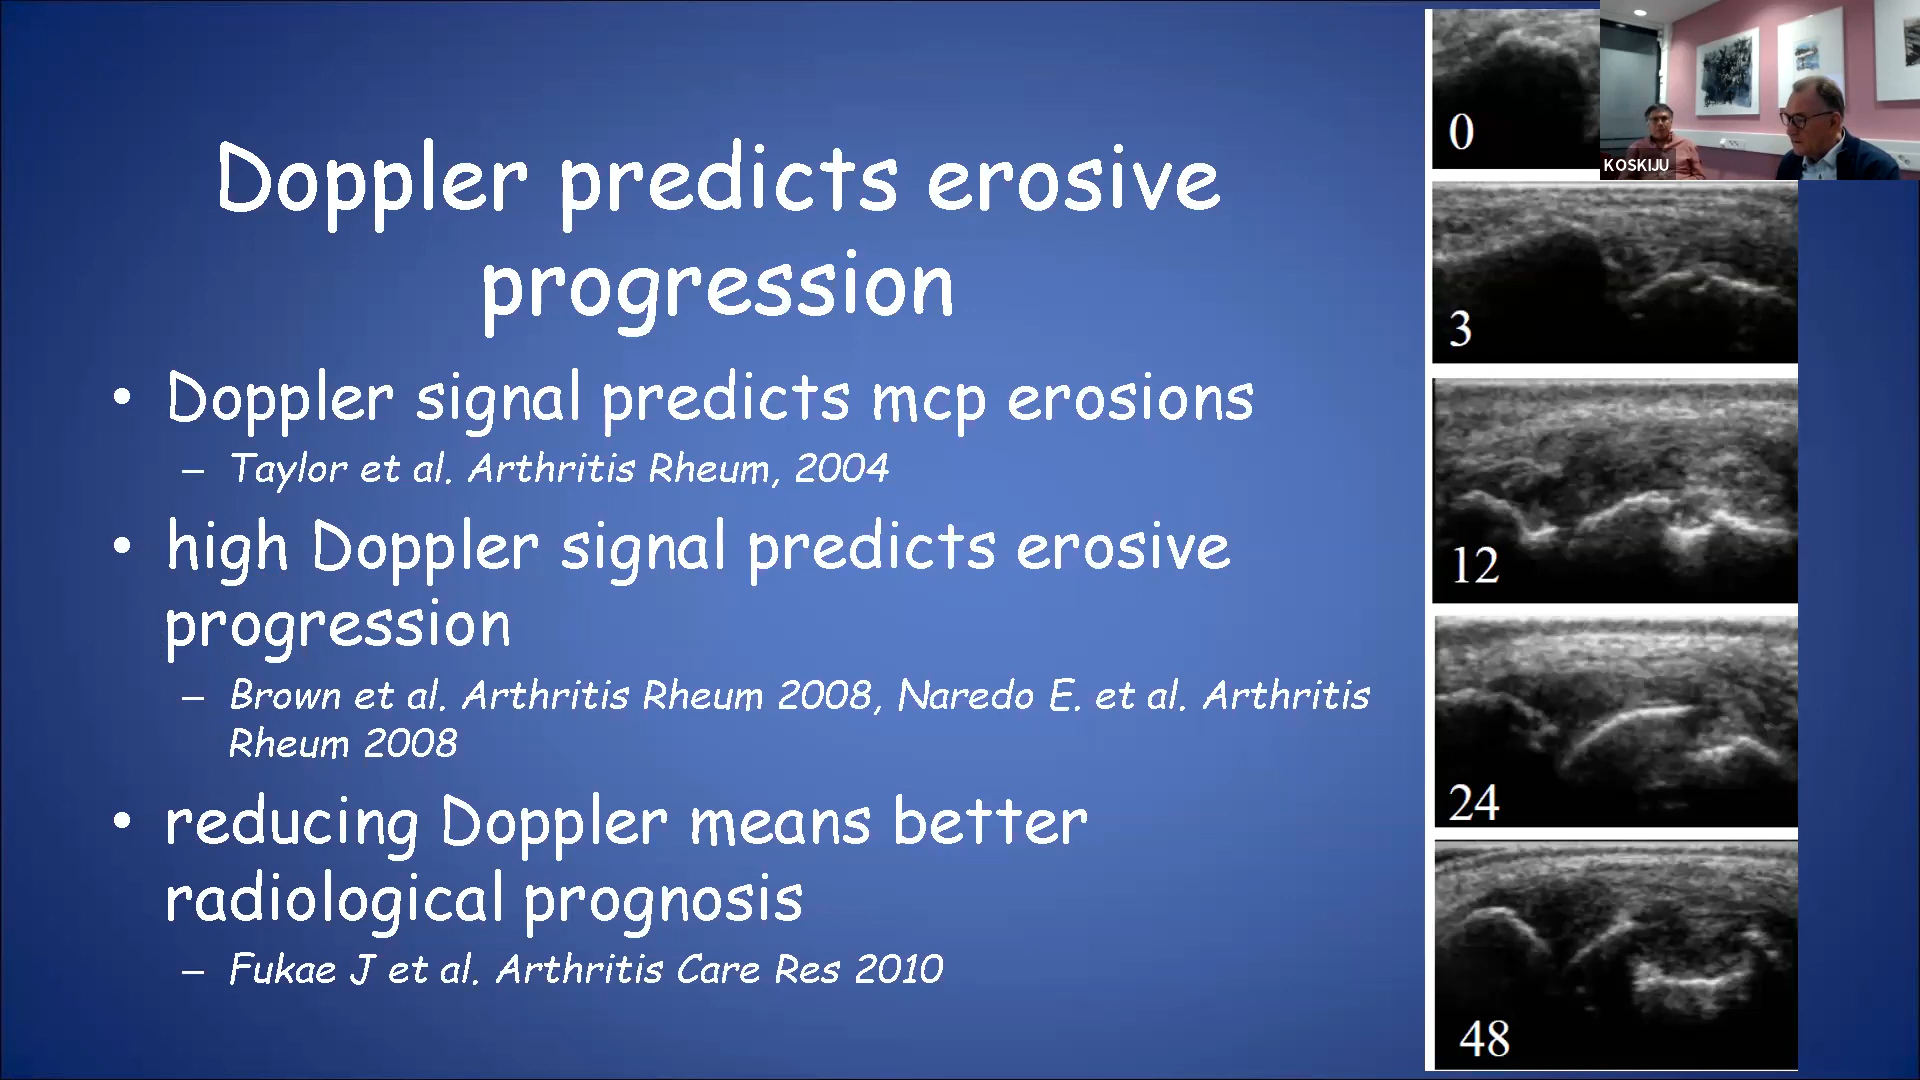 Doppler predicts erosive
progression
• Doppler signal predicts mcp erosions
– Taylor et al. Arthritis Rheum, 2004
• high Doppler signal predicts erosive
progression
– Brown et al. Arthritis Rheum 2008, Naredo E. et al. Arthritis
Rheum 2008
• reducing Doppler means better
radiological prognosis
– Fukae J et al. Arthritis Care Res 2010
0
3
12
24
48
KOSKIJU